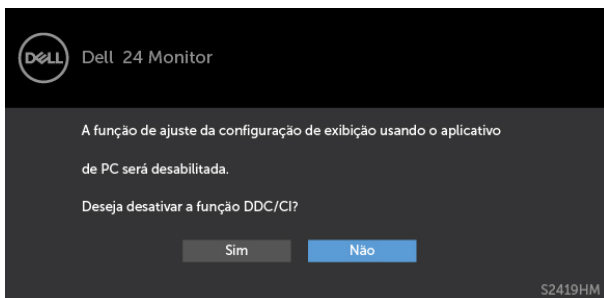 DELL
Dell 24 Monitor
A função de ajuste da configuração de exibição usando o aplicativo
de PC será desabilitada.
Deseja desativar a função DDC/CI?
Sim Não
S2419HM